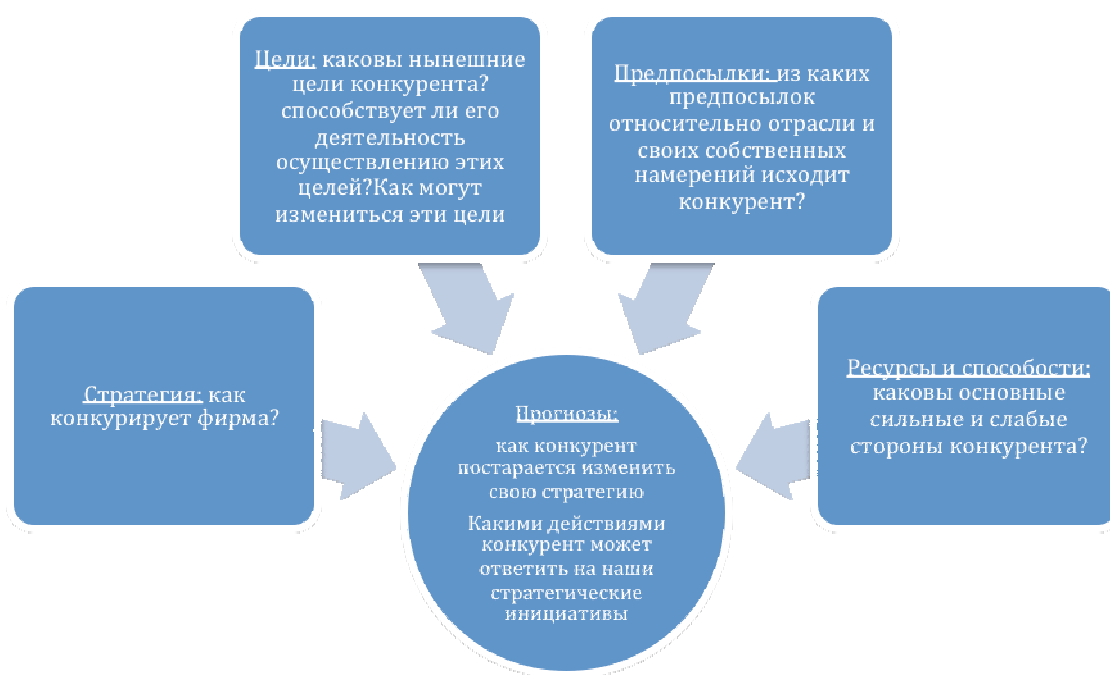 Цели: каковы нынешние
цели конкурента?
способствует ли его
деятельность
осуществлению этих
целей?Как могут
измениться эти цели
Предпосылки: из каких
предпосылок
относительно отрасли и
своих собственных
намерений исходит
конкурент?
Стратегия: как
конкурирует фирма?
Ресурсы и способости:
каковы основные
сильные и слабые
стороны конкурента?
Прогнозы:
как конкурент
постарается изменить
свою стратегию
Какими действиями
конкурент может
ответить на наши
стратегические
инициативы